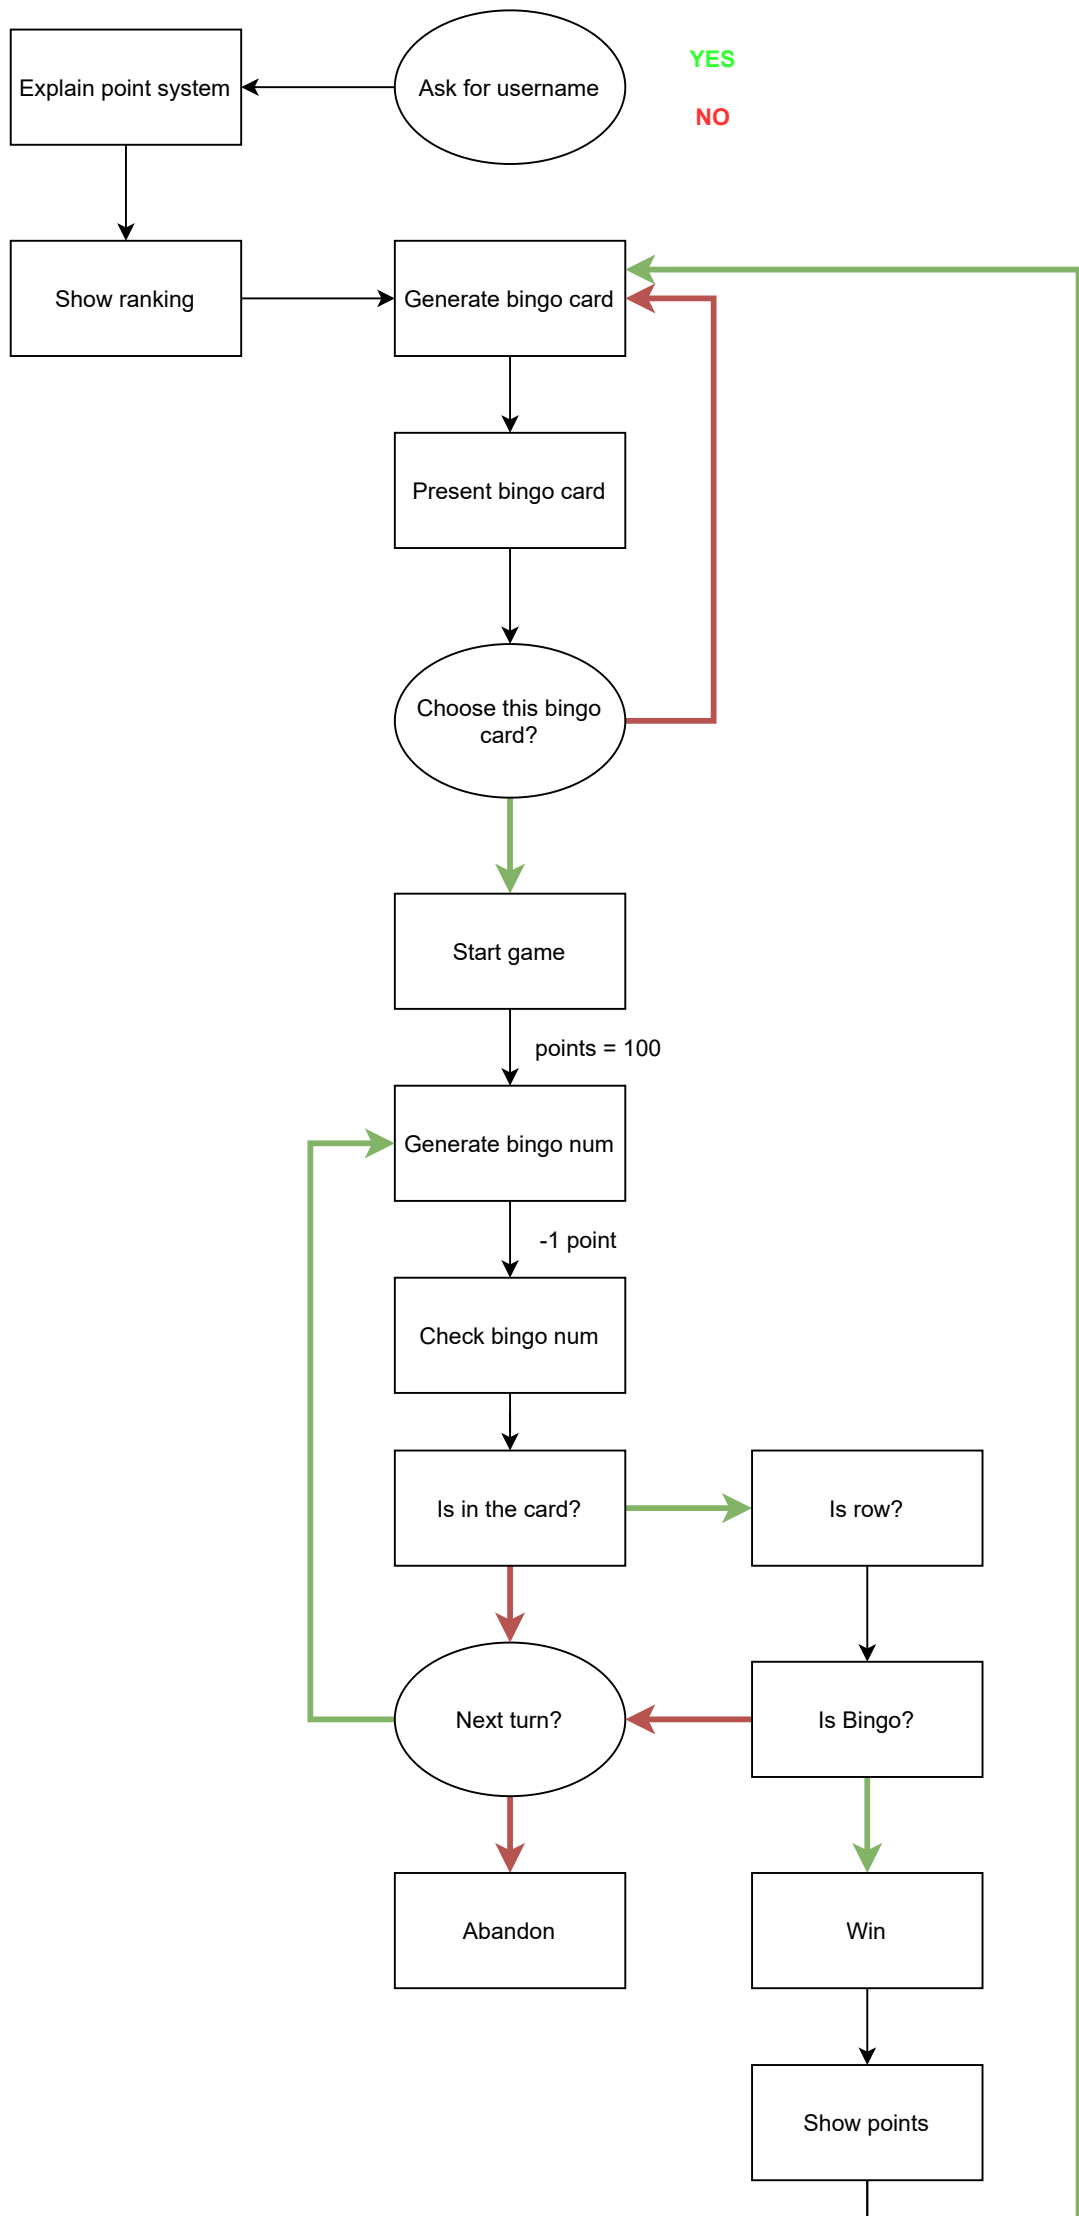 Explain point system
Ask for username
YES
NO
Show ranking
Generate bingo card
Present bingo card
Choose this bingo
card?
Start game
points = 100
Generate bingo num
-1 point
Check bingo num
Is in the card?
Is row?
Next turn?
Is Bingo?
Abandon
Win
Show points